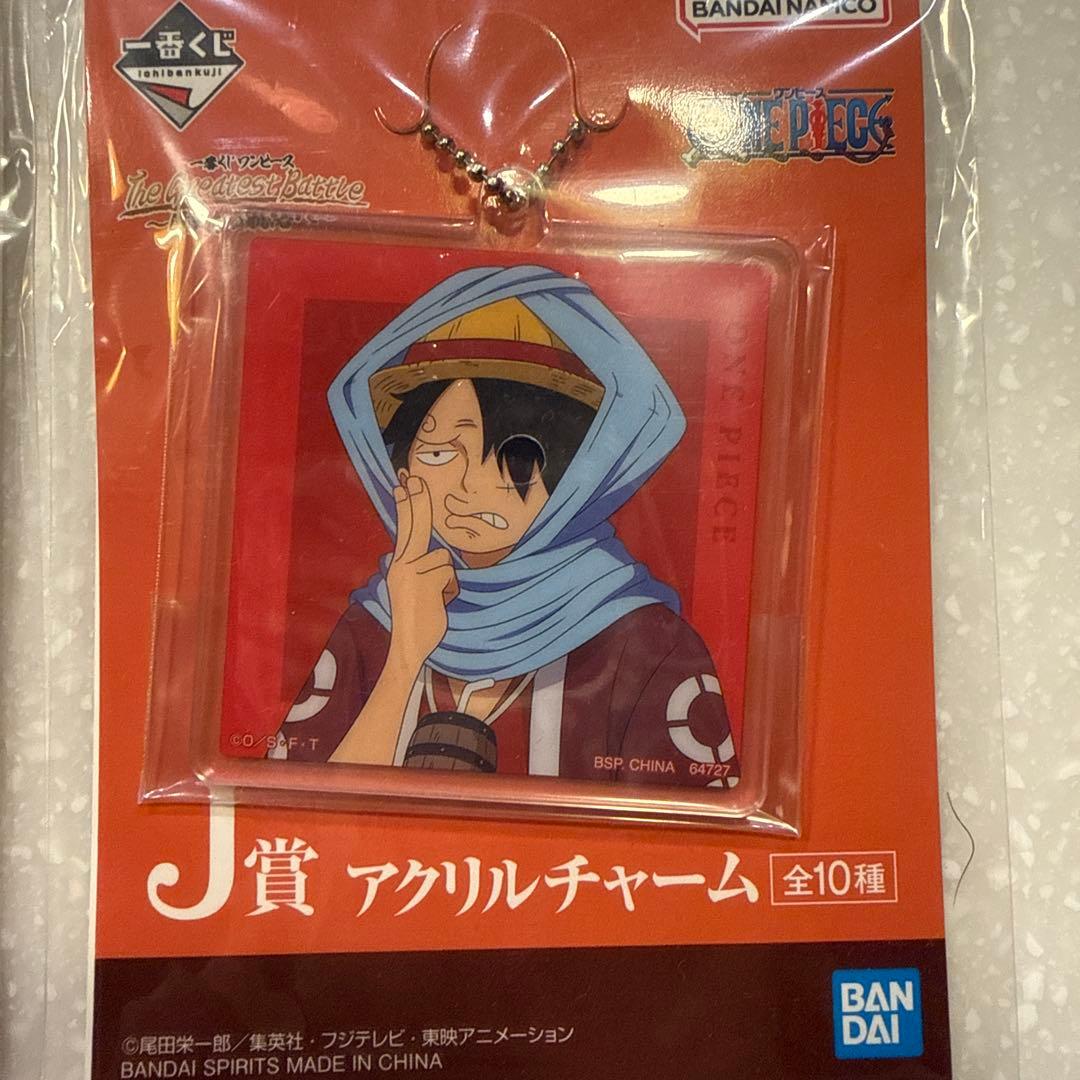 一番くじ
ichibankuji
BANDAI NAMCO
ワンピース
ONE PIECE
一番くじ ワンピース
The Greatest Battle
ONE PIECE
©O/S・F・T
BSP. CHINA 64727
J賞 アクリルチャーム 全10種
BAN
DAI
©尾田栄一郎／集英社・フジテレビ・東映アニメーション
BANDAI SPIRITS MADE IN CHINA